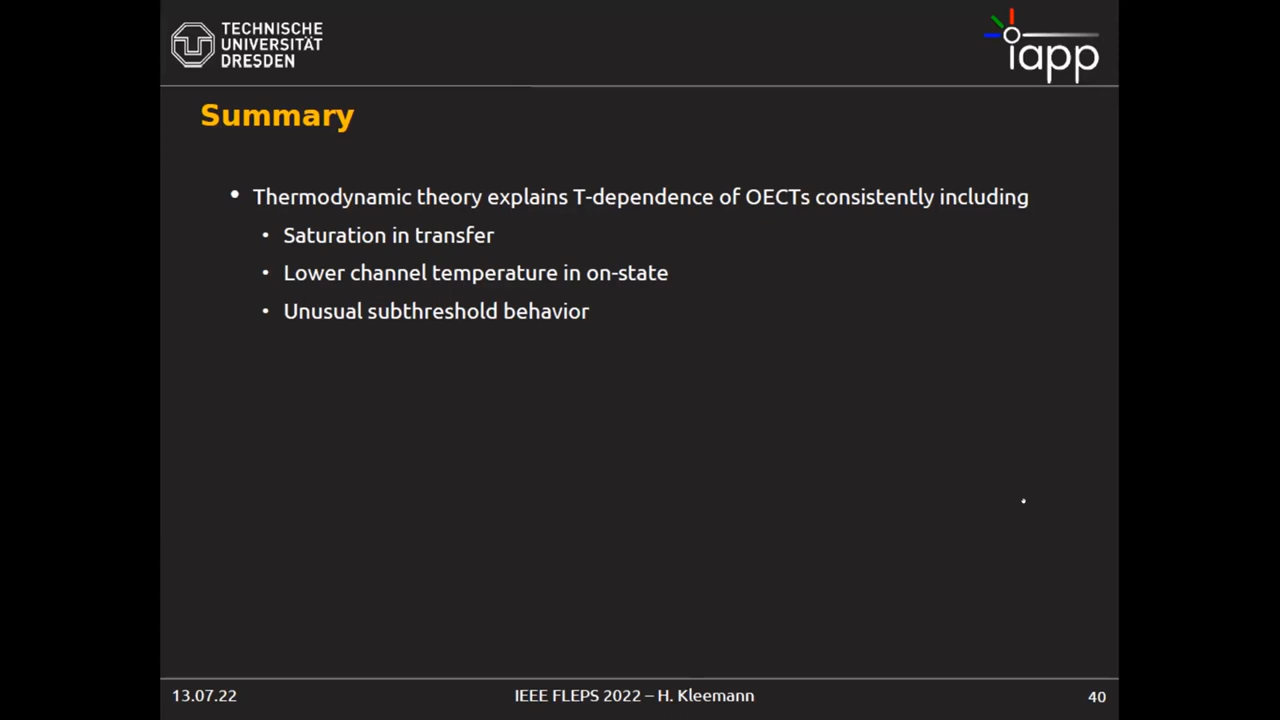 TECHNISCHE
UNIVERSITÄT
DRESDEN
iapp
Summary
• Thermodynamic theory explains T-dependence of OECTs consistently including
• Saturation in transfer
• Lower channel temperature in on-state
• Unusual subthreshold behavior
13.07.22
IEEE FLEPS 2022 – H. Kleemann
40